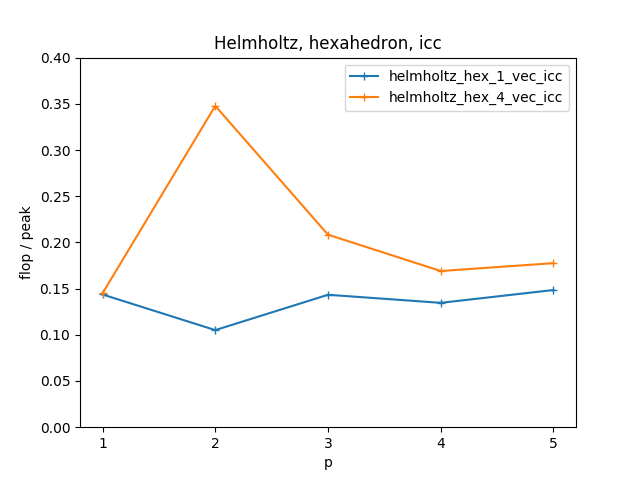 Helmholtz, hexahedron, icc
helmholtz_hex_1_vec_icc
helmholtz_hex_4_vec_icc
flop / peak
0.40
0.35
0.30
0.25
0.20
0.15
0.10
0.05
0.00
1 2 3 4 5
p